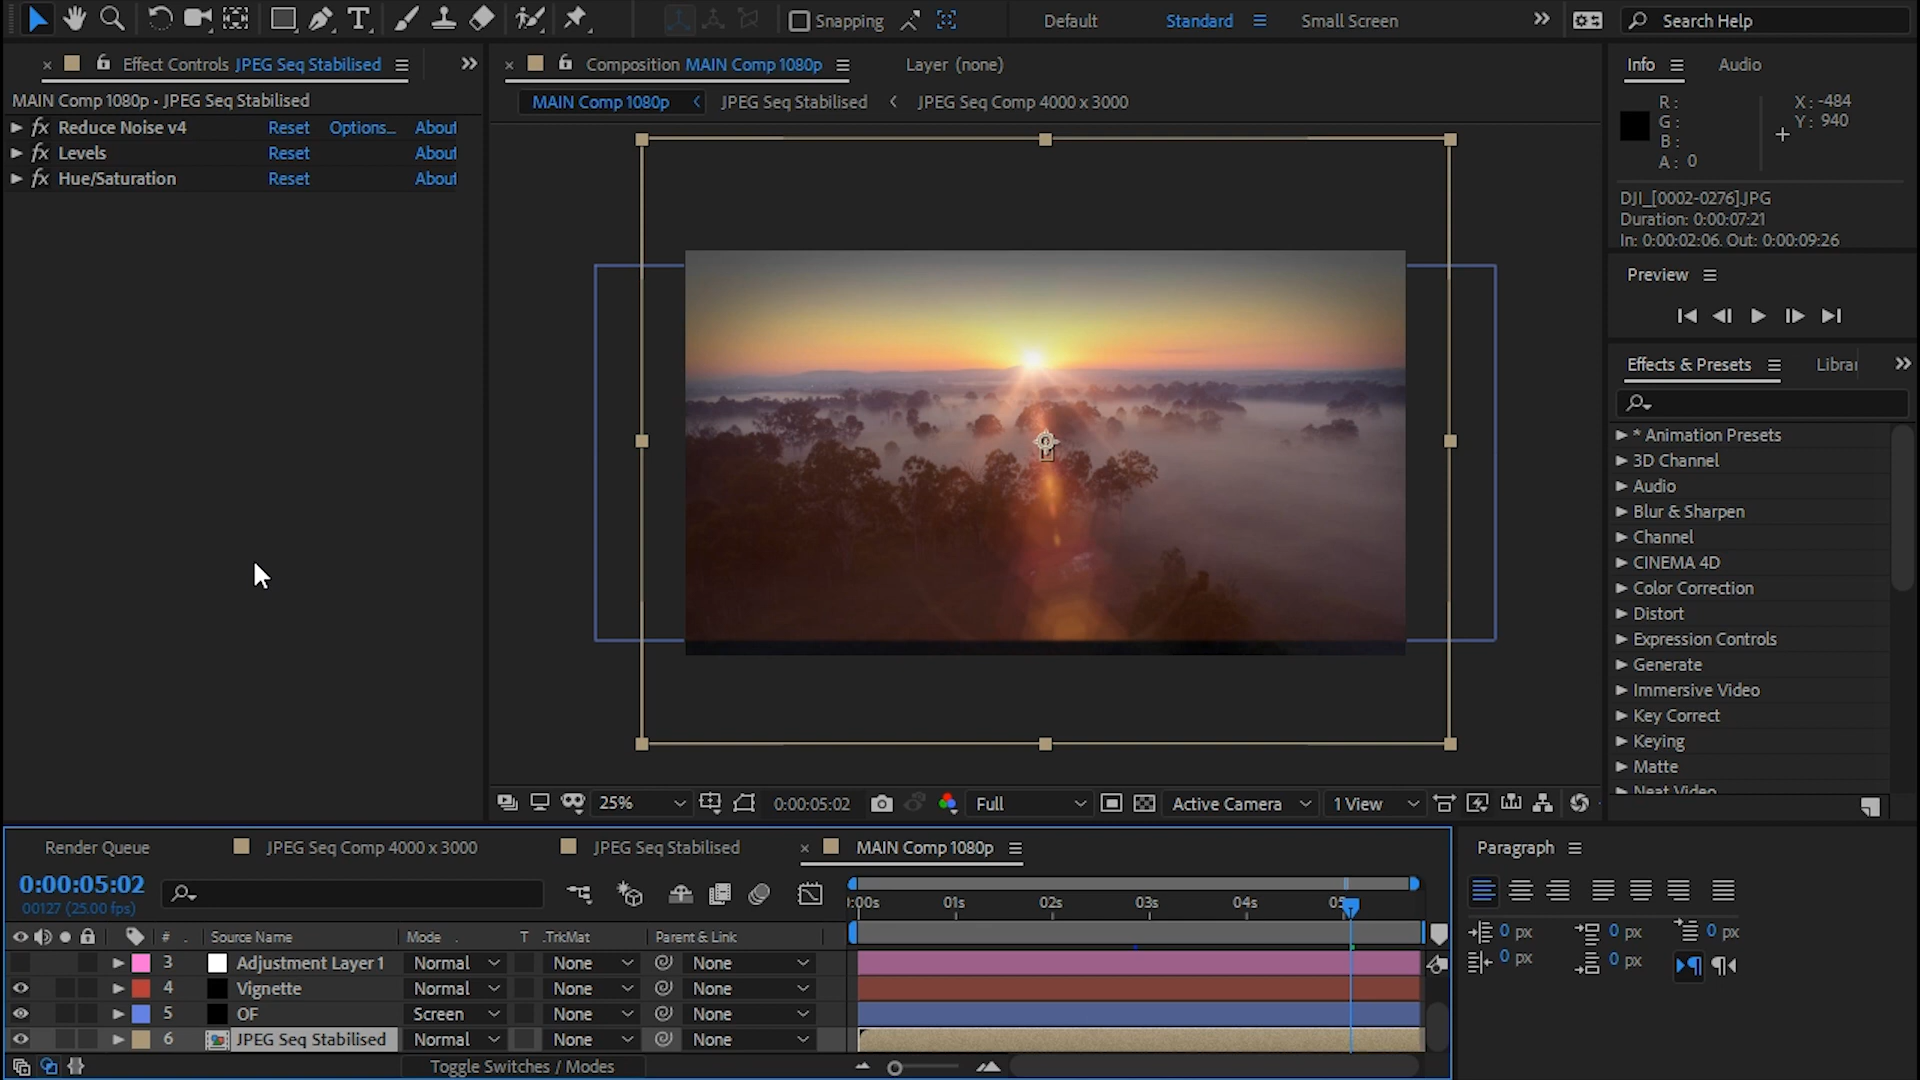 Snapping
Default
Standard
Small Screen
Search Help
Effect Controls JPEG Seq Stabilised
Composition MAIN Comp 1080p
Layer (none)
Info
Audio
MAIN Comp 1080p • JPEG Seq Stabilised
MAIN Comp 1080p
JPEG Seq Stabilised
JPEG Seq Comp 4000 x 3000
R :
G :
B :
A : 0
X : -484
Y : 940
fx Reduce Noise v4 Reset Options... About
fx Levels Reset About
fx Hue/Saturation Reset About
DJI_[0002-0276].JPG
Duration: 0:00:07:21
In: 0:00:02:06, Out: 0:00:09:26
Preview
Effects & Presets
* Animation Presets
3D Channel
Audio
Blur & Sharpen
Channel
CINEMA 4D
Color Correction
Distort
Expression Controls
Generate
Immersive Video
Key Correct
Keying
Matte
Neat Video
25%
0:00:05:02
Full
Active Camera
1 View
Render Queue
JPEG Seq Comp 4000 x 3000
JPEG Seq Stabilised
MAIN Comp 1080p
Paragraph
0:00:05:02
00127 (25.00 fps)
):00s 01s 02s 03s 04s 05
# Source Name Mode T .TrkMat Parent & Link
3 Adjustment Layer 1 Normal None None
4 Vignette Normal None None
5 OF Screen None None
6 JPEG Seq Stabilised Normal None None
Toggle Switches / Modes
0 px 0 px 0 px
0 px 0 px